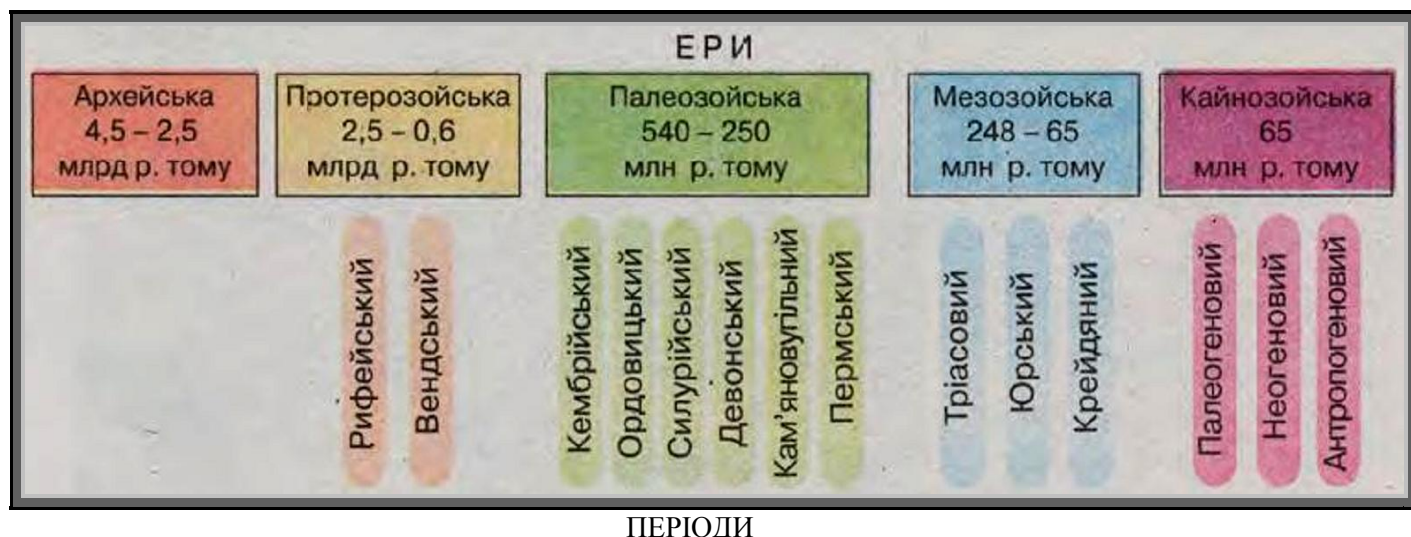 ЕРИ
Архейська
4,5 – 2,5
млрд р. тому
Протерозойська
2,5 – 0,6
млрд р. тому
Палеозойська
540 – 250
млн р. тому
Мезозойська
248 – 65
млн р. тому
Кайнозойська
65
млн р. тому
Рифейський
Вендський
Кембрійський
Ордовицький
Силурійський
Девонський
Кам'яновугільний
Пермський
Тріасовий
Юрський
Крейдяний
Палеогеновий
Неогеновий
Антропогеновий
ПЕРІОДИ